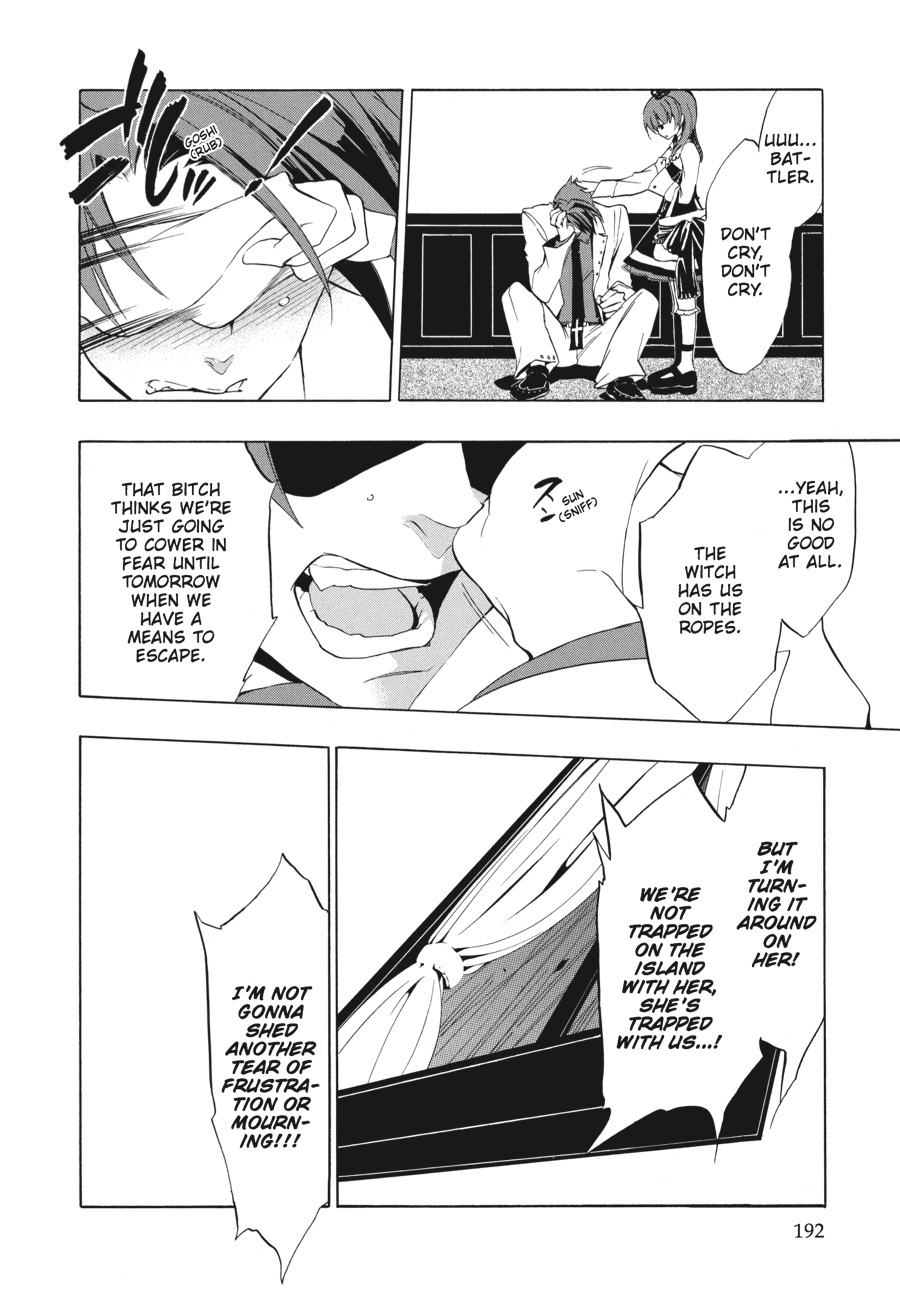 UUU...
BAT-
TLER.
DON'T
CRY,
DON'T
CRY.
GOSHI
(RUB)
...YEAH,
THIS
IS NO
GOOD
AT ALL.
THE
WITCH
HAS US
ON THE
ROPES.
SUN
(SNIFF)
THAT BITCH
THINKS WE'RE
JUST GOING
TO COWER IN
FEAR UNTIL
TOMORROW
WHEN WE
HAVE A
MEANS TO
ESCAPE.
BUT
I'M
TURN-
ING IT
AROUND
ON
HER!
WE'RE
NOT
TRAPPED
ON THE
ISLAND
WITH HER,
SHE'S
TRAPPED
WITH US...!
I'M NOT
GONNA
SHED
ANOTHER
TEAR OF
FRUSTRA-
TION OR
MOURN-
ING!!!
192